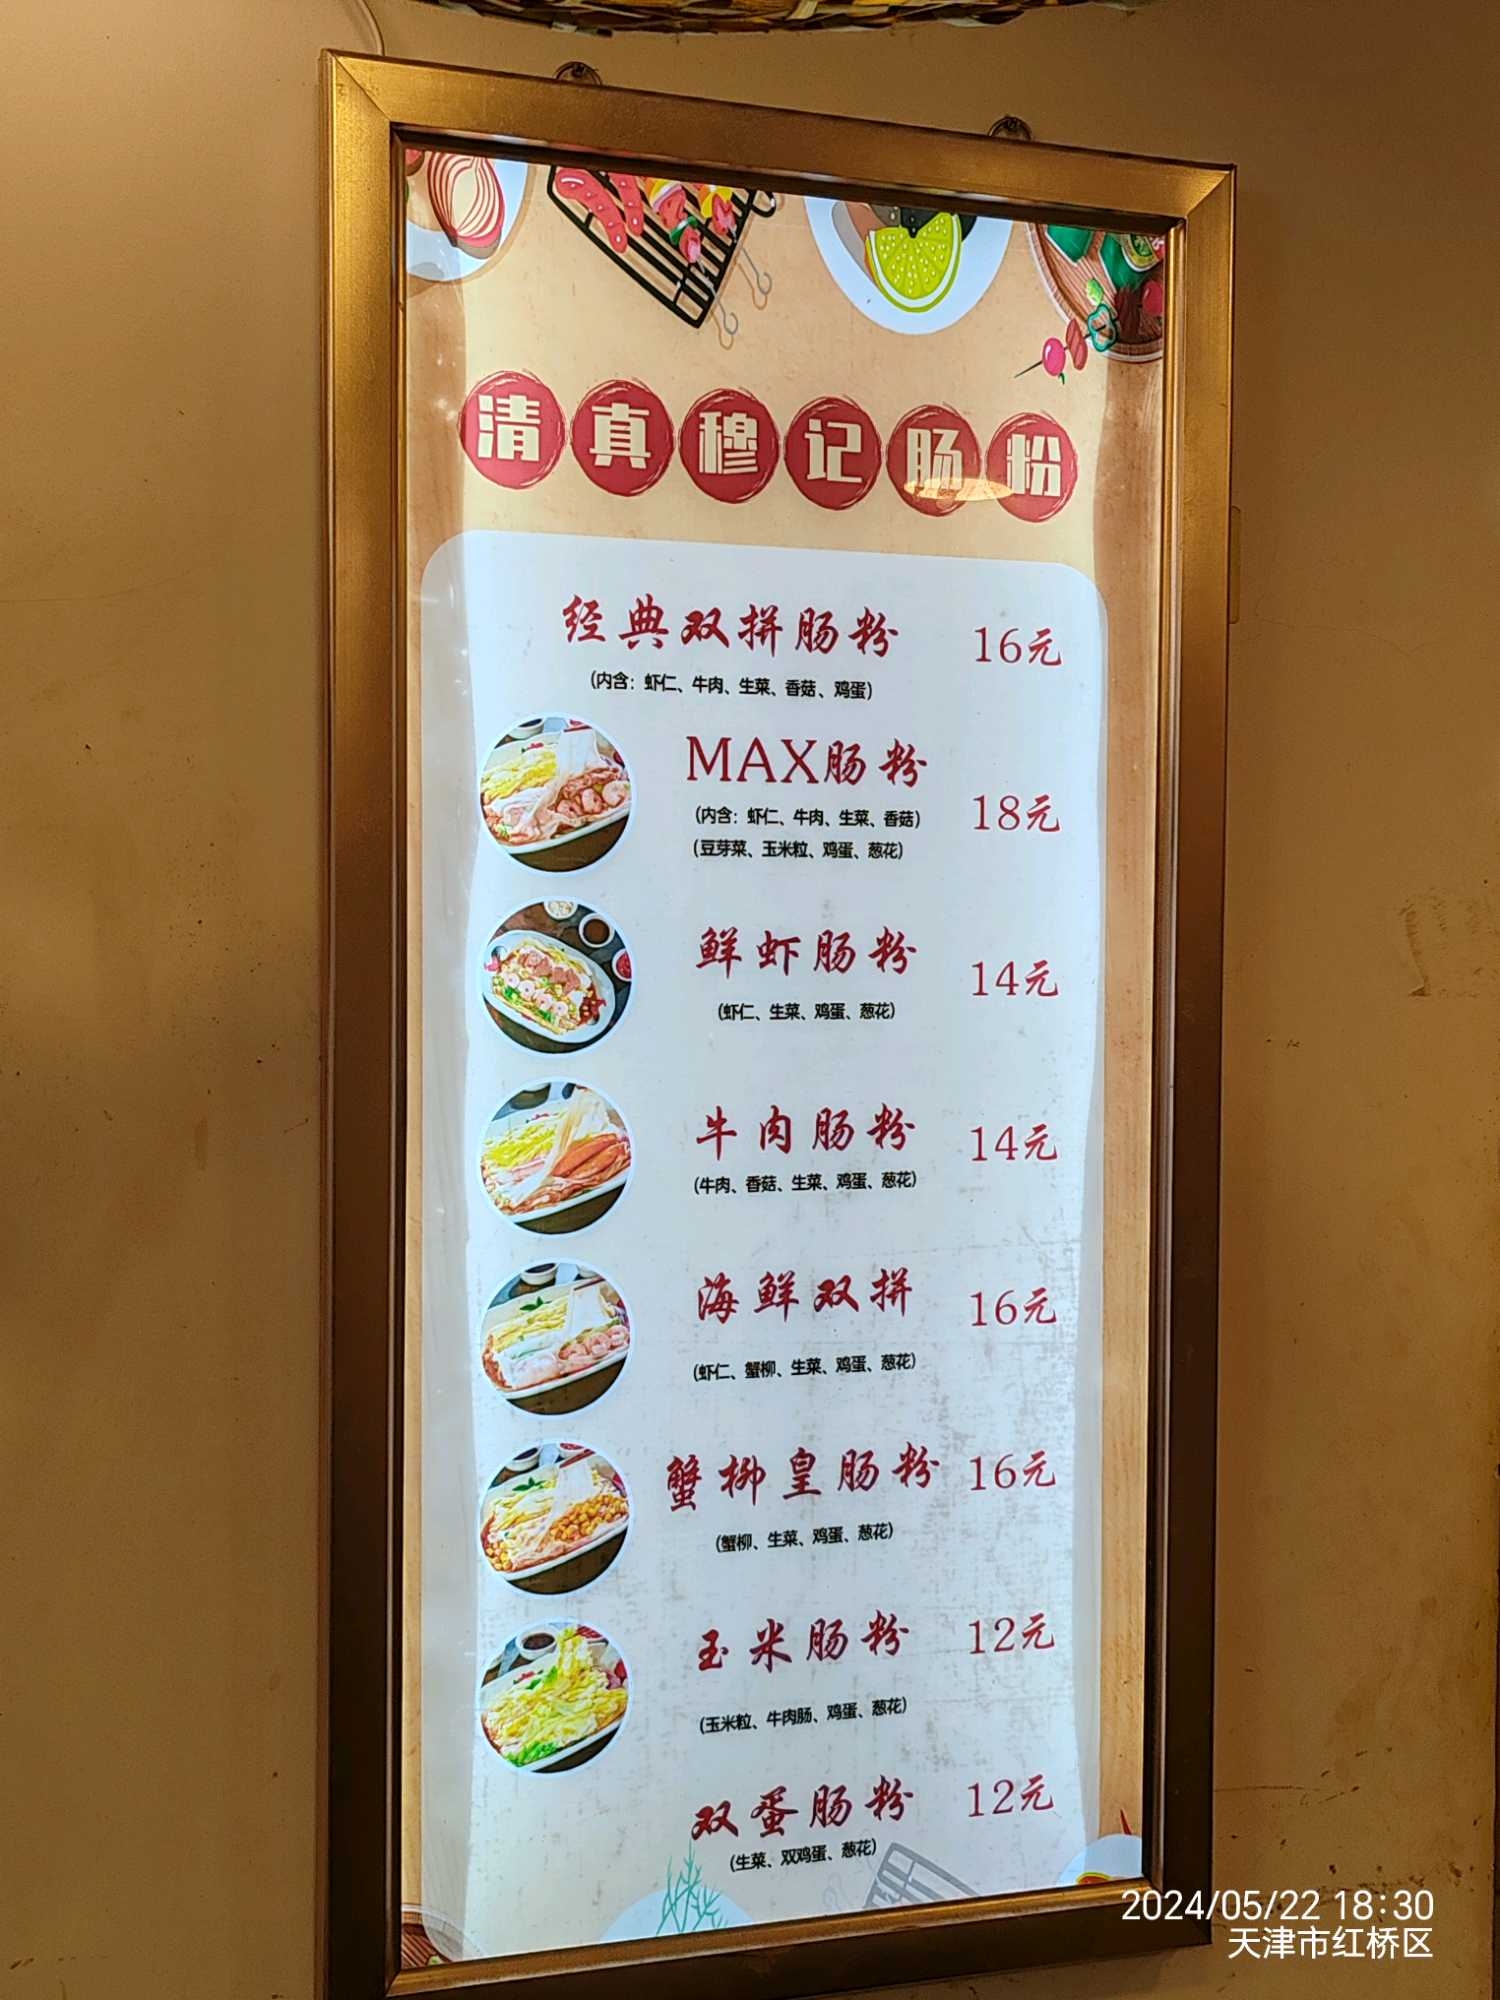 清真穆记肠粉
经典双拼肠粉 16元
(内含：虾仁、牛肉、生菜、香菇、鸡蛋)
MAX肠粉
18元
(内含：虾仁、牛肉、生菜、香菇)
(豆芽菜、玉米粒、鸡蛋、葱花)
鲜虾肠粉 14元
(虾仁、生菜、鸡蛋、葱花)
牛肉肠粉 14元
(牛肉、香菇、生菜、鸡蛋、葱花)
海鲜双拼 16元
(虾仁、蟹柳、生菜、鸡蛋、葱花)
蟹柳皇肠粉 16元
(蟹柳、生菜、鸡蛋、葱花)
玉米肠粉 12元
(玉米粒、牛肉肠、鸡蛋、葱花)
双蛋肠粉 12元
(生菜、双鸡蛋、葱花)
2024/05/22 18:30
天津市红桥区